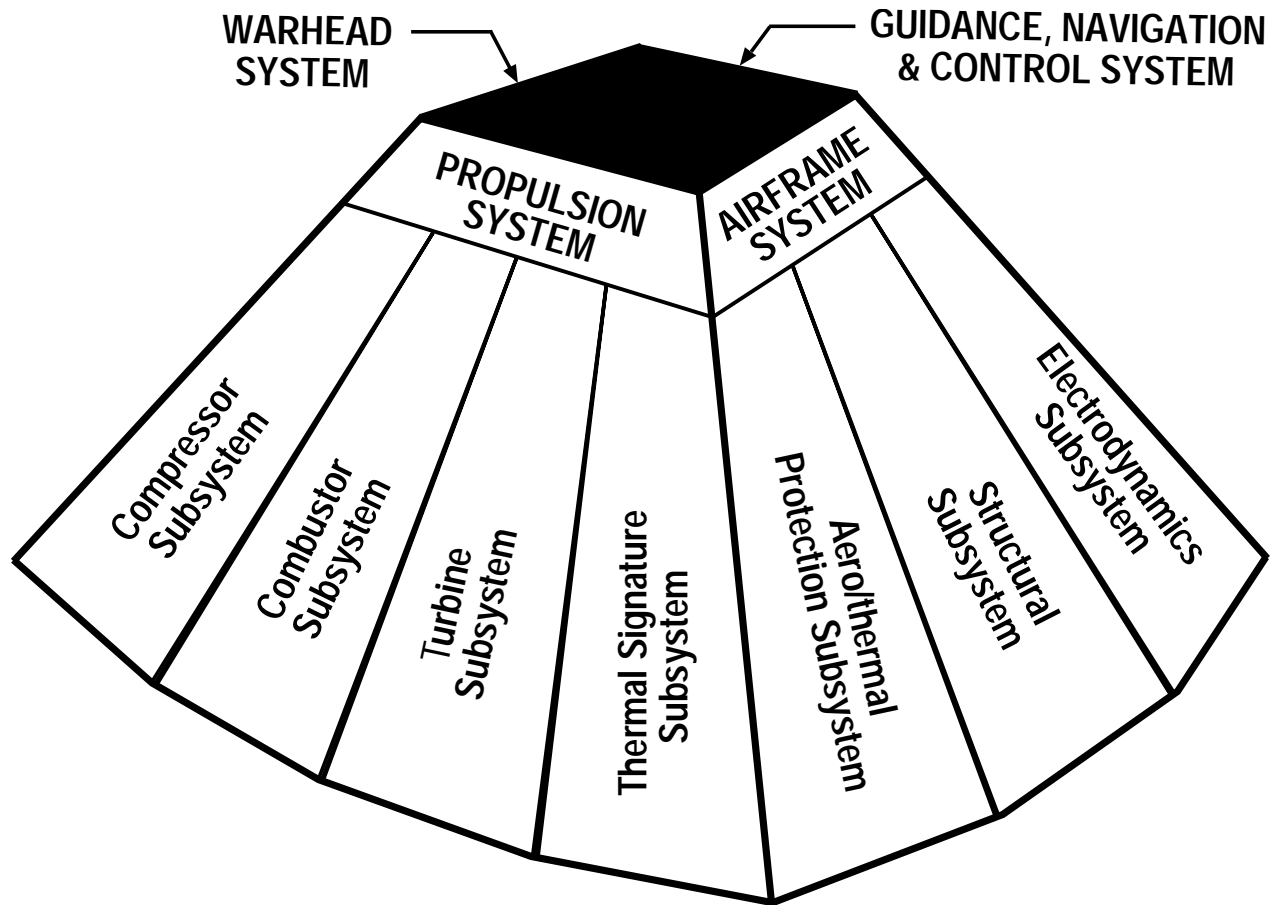 WARHEAD
SYSTEM
GUIDANCE, NAVIGATION
& CONTROL SYSTEM
PROPULSION
SYSTEM
AIRFRAME
SYSTEM
Compressor
Subsystem
Combustor
Subsystem
Turbine
Subsystem
Thermal Signature
Subsystem
Aero/thermal
Protection Subsystem
Structural
Subsystem
Electrodynamics
Subsystem